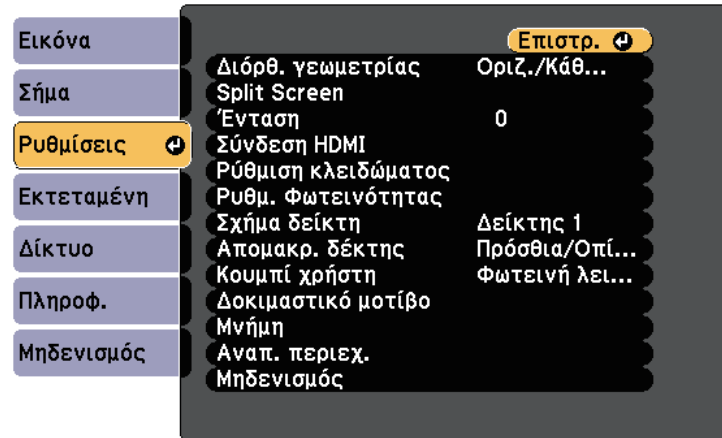 Εικόνα
Σήμα
Ρυθμίσεις
Εκτεταμένη
Δίκτυο
Πληροφ.
Μηδενισμός
Επιστρ.
Διόρθ. γεωμετρίας Οριζ./Κάθ...
Split Screen
Ένταση 0
Σύνδεση HDMI
Ρύθμιση κλειδώματος
Ρυθμ. Φωτεινότητας
Σχήμα δείκτη Δείκτης 1
Απομακρ. δέκτης Πρόσθια/Οπί...
Κουμπί χρήστη Φωτεινή λει...
Δοκιμαστικό μοτίβο
Μνήμη
Αναπ. περιεχ.
Μηδενισμός